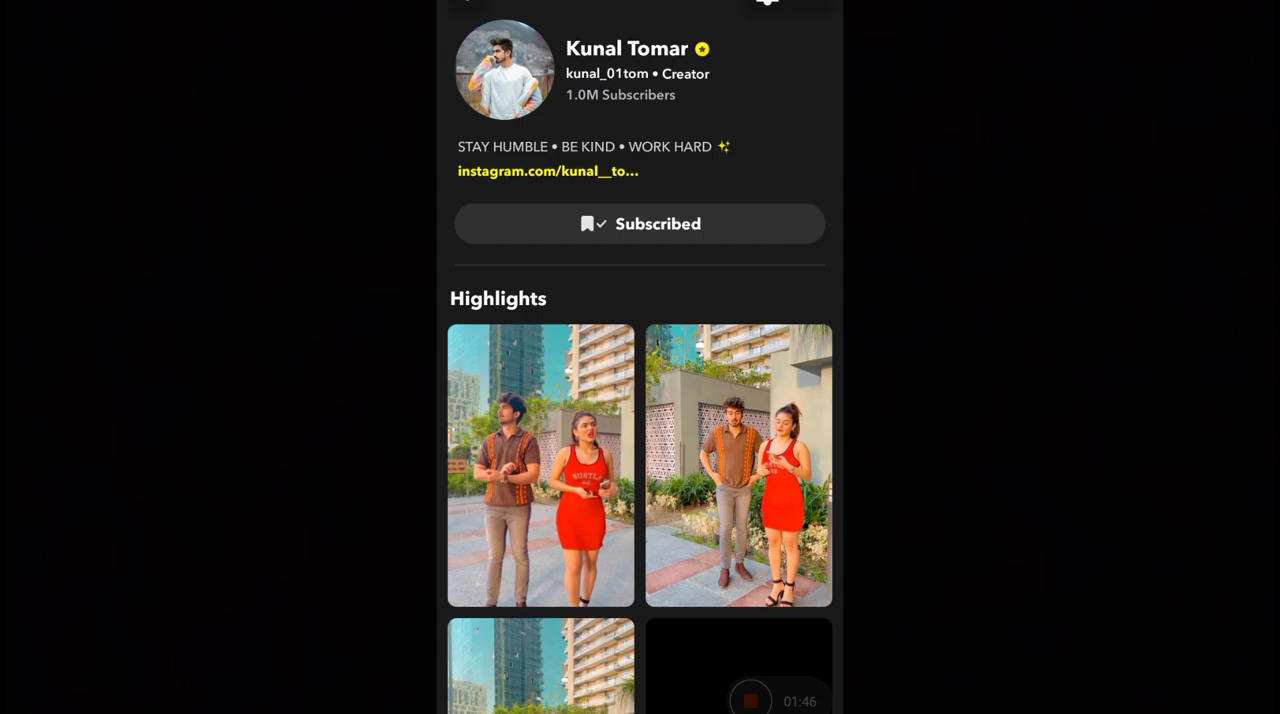 Kunal Tomar
kunal_01tom • Creator
1.0M Subscribers
STAY HUMBLE • BE KIND • WORK HARD ✨
instagram.com/kunal__to...
Subscribed
Highlights
HUSTLE
01:46